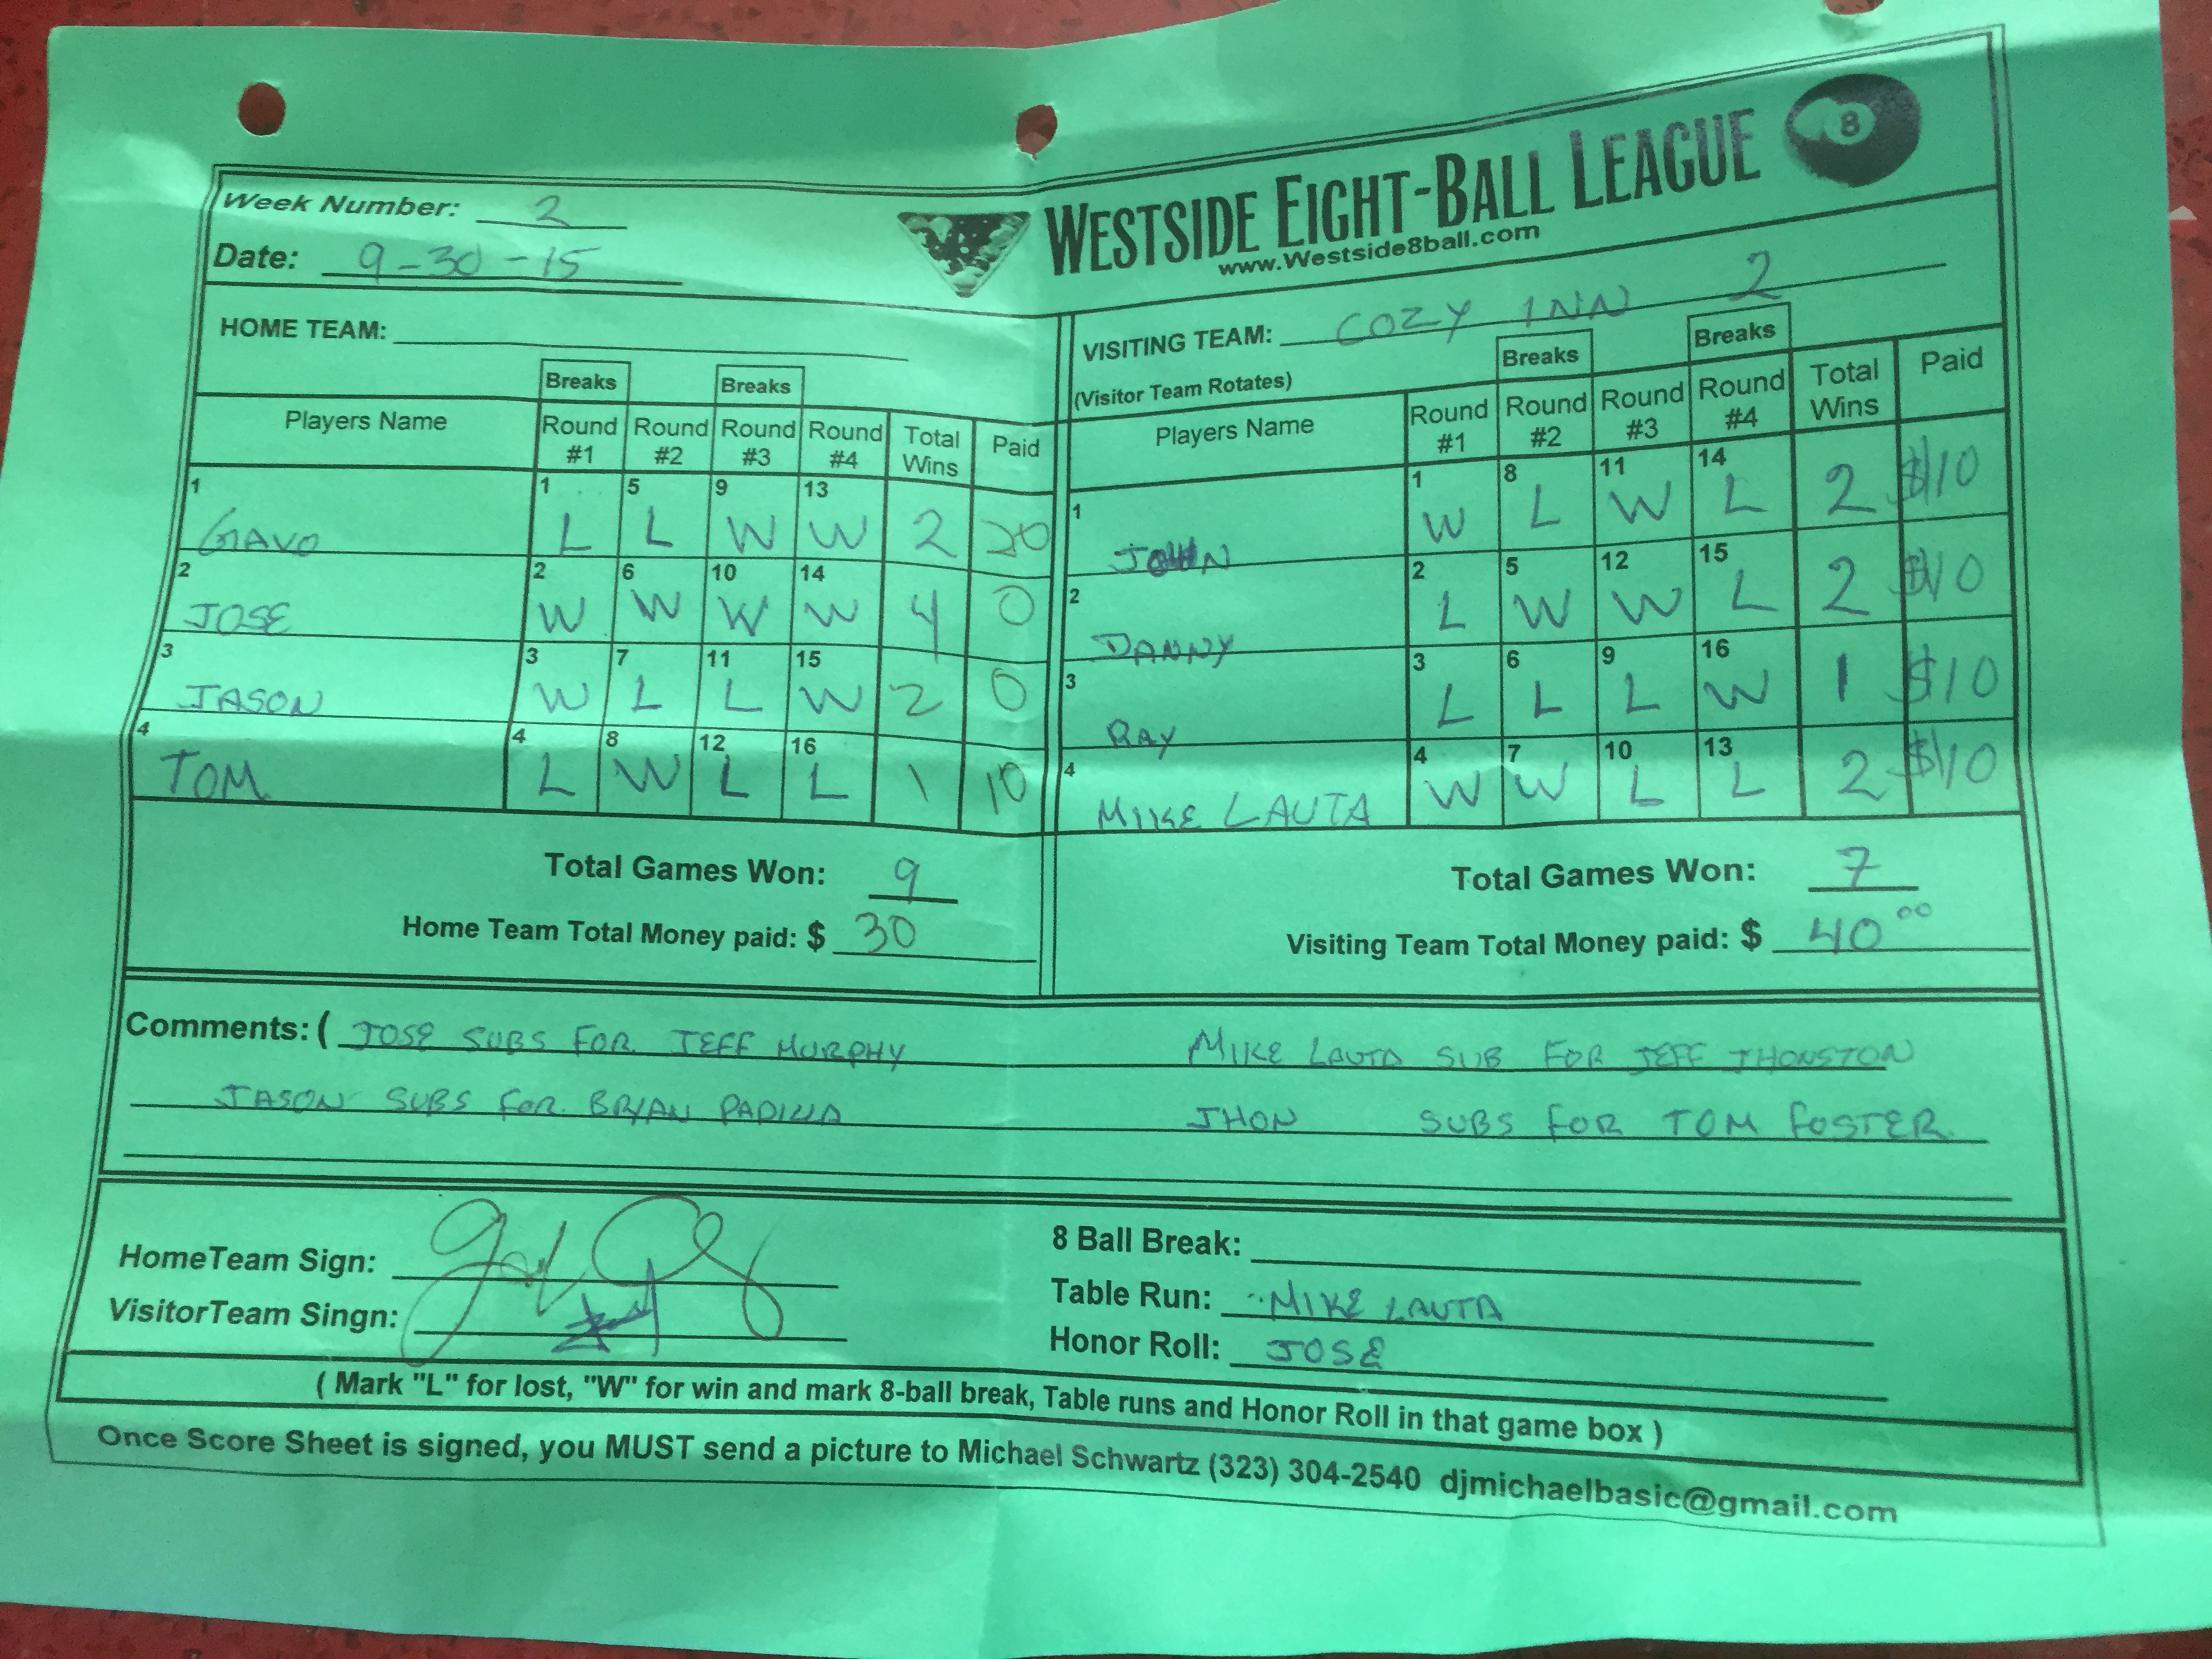 Week Number: 2
Date: 9-30-15
WESTSIDE EIGHT-BALL LEAGUE 8
www.Westside8ball.com
HOME TEAM:
Breaks Breaks
Players Name Round #1 Round #2 Round #3 Round #4 Total Wins Paid
1 GAVO 1 L 5 L 9 W 13 W 2 20
2 JOSE 2 W 6 W 10 W 14 W 4 0
3 JASON 3 W 7 L 11 L 15 W 2 0
4 TOM 4 L 8 W 12 L 16 L 1 10
Total Games Won: 9
Home Team Total Money paid: $ 30
VISITING TEAM: COZY INN 2
(Visitor Team Rotates)
Breaks Breaks
Players Name Round #1 Round #2 Round #3 Round #4 Total Wins Paid
1 1 W 8 L 11 W 14 L 2 $10
2 DANNY 2 L 5 W 12 W 15 L 2 $10
3 RAY 3 L 6 L 9 L 16 W 1 $10
4 MIKE LAUTA 4 W 7 W 10 L 13 L 2 $10
Total Games Won: 7
Visiting Team Total Money paid: $ 40 00
Comments: ( JOSE SUBS FOR JEFF MURPHY
JASON SUBS FOR BRIAN PADILLA
MIKE LAUTA SUB FOR JEFF JHONSTON
JHON SUBS FOR TOM FOSTER
HomeTeam Sign:
VisitorTeam Singn:
8 Ball Break:
Table Run: MIKE LAUTA
Honor Roll: JOSE
( Mark "L" for lost, "W" for win and mark 8-ball break, Table runs and Honor Roll in that game box )
Once Score Sheet is signed, you MUST send a picture to Michael Schwartz (323) 304-2540 djmichaelbasic@gmail.com